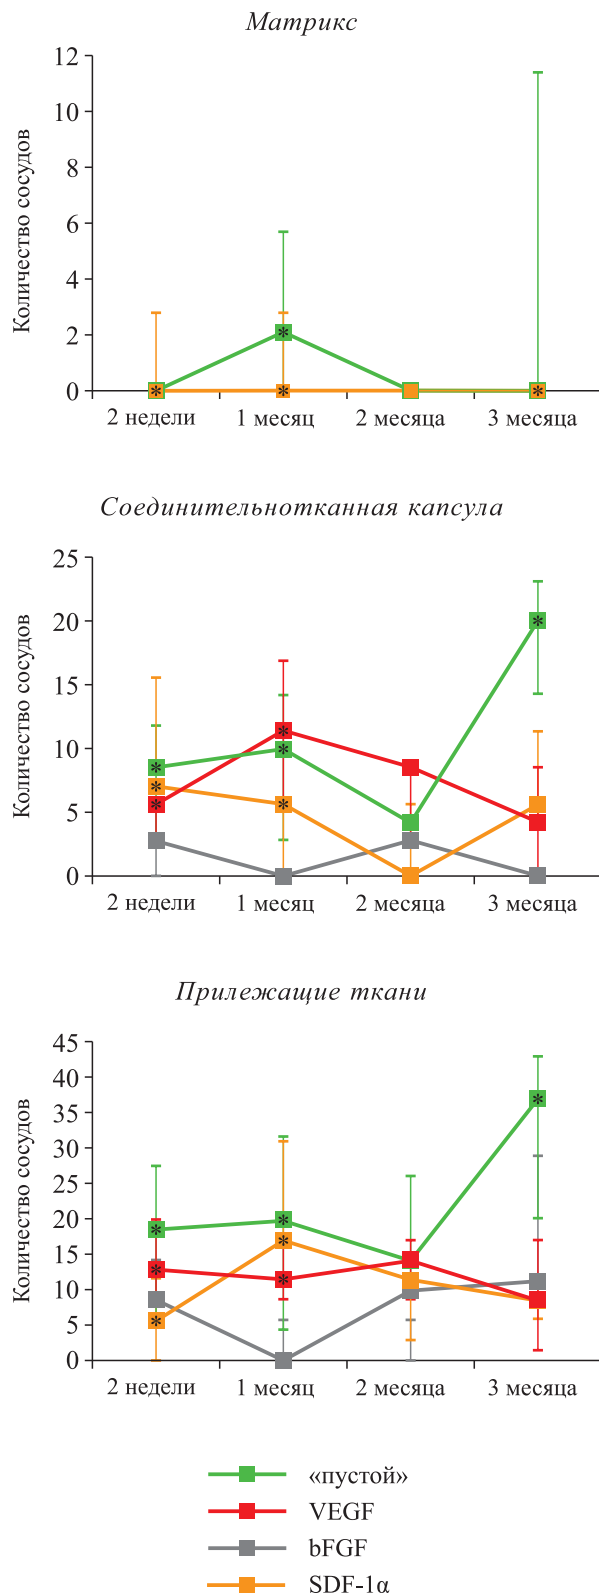 Матрикс
Количество сосудов
12
10
8
6
4
2
0
2 недели
1 месяц
2 месяца
3 месяца
*
*
*
*
Соединительнотканная капсула
Количество сосудов
25
20
15
10
5
0
2 недели
1 месяц
2 месяца
3 месяца
*
*
*
*
*
*
*
Прилежащие ткани
Количество сосудов
45
40
35
30
25
20
15
10
5
0
2 недели
1 месяц
2 месяца
3 месяца
*
*
*
*
*
*
*
«пустой»
VEGF
bFGF
SDF-1α